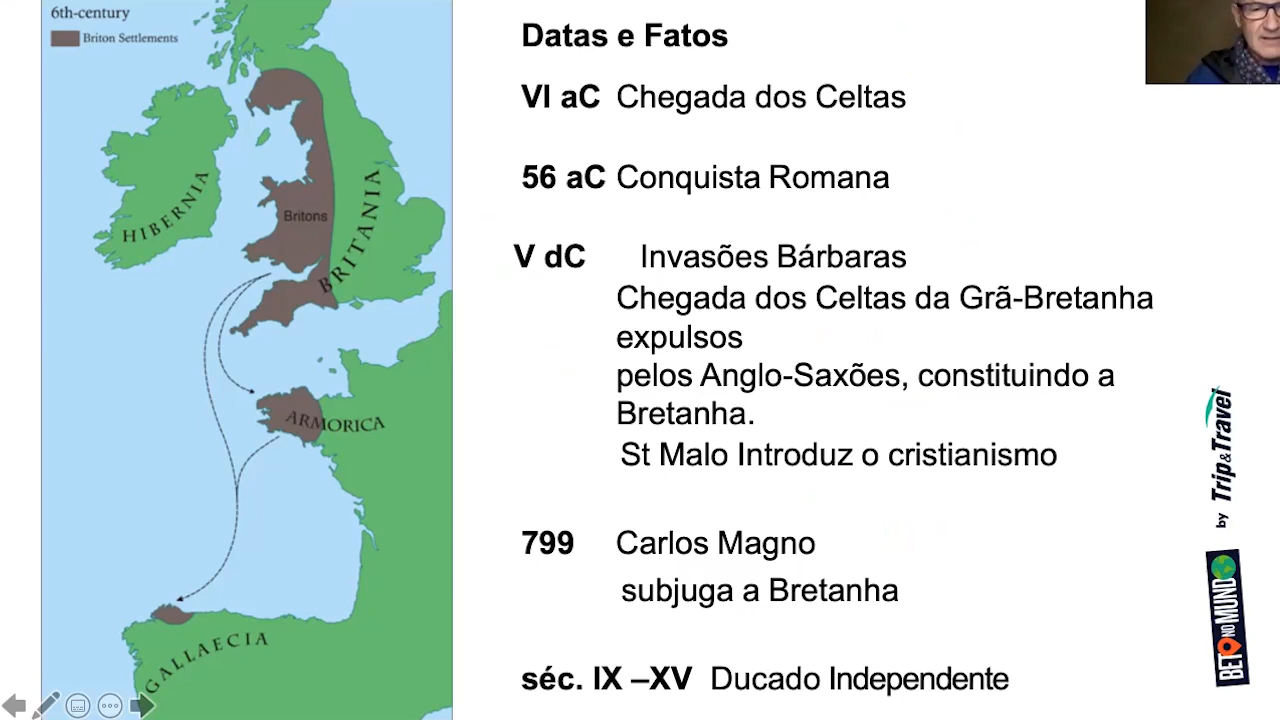 6th-century
Briton Settlements
HIBERNIA
Britons
BRITANIA
ARMORICA
GALLAECIA
Datas e Fatos
VI aC Chegada dos Celtas
56 aC Conquista Romana
V dC Invasões Bárbaras
Chegada dos Celtas da Grã-Bretanha
expulsos
pelos Anglo-Saxões, constituindo a
Bretanha.
St Malo Introduz o cristianismo
799 Carlos Magno
subjuga a Bretanha
séc. IX –XV Ducado Independente
by Trip&Travel
BETO NO MUNDO